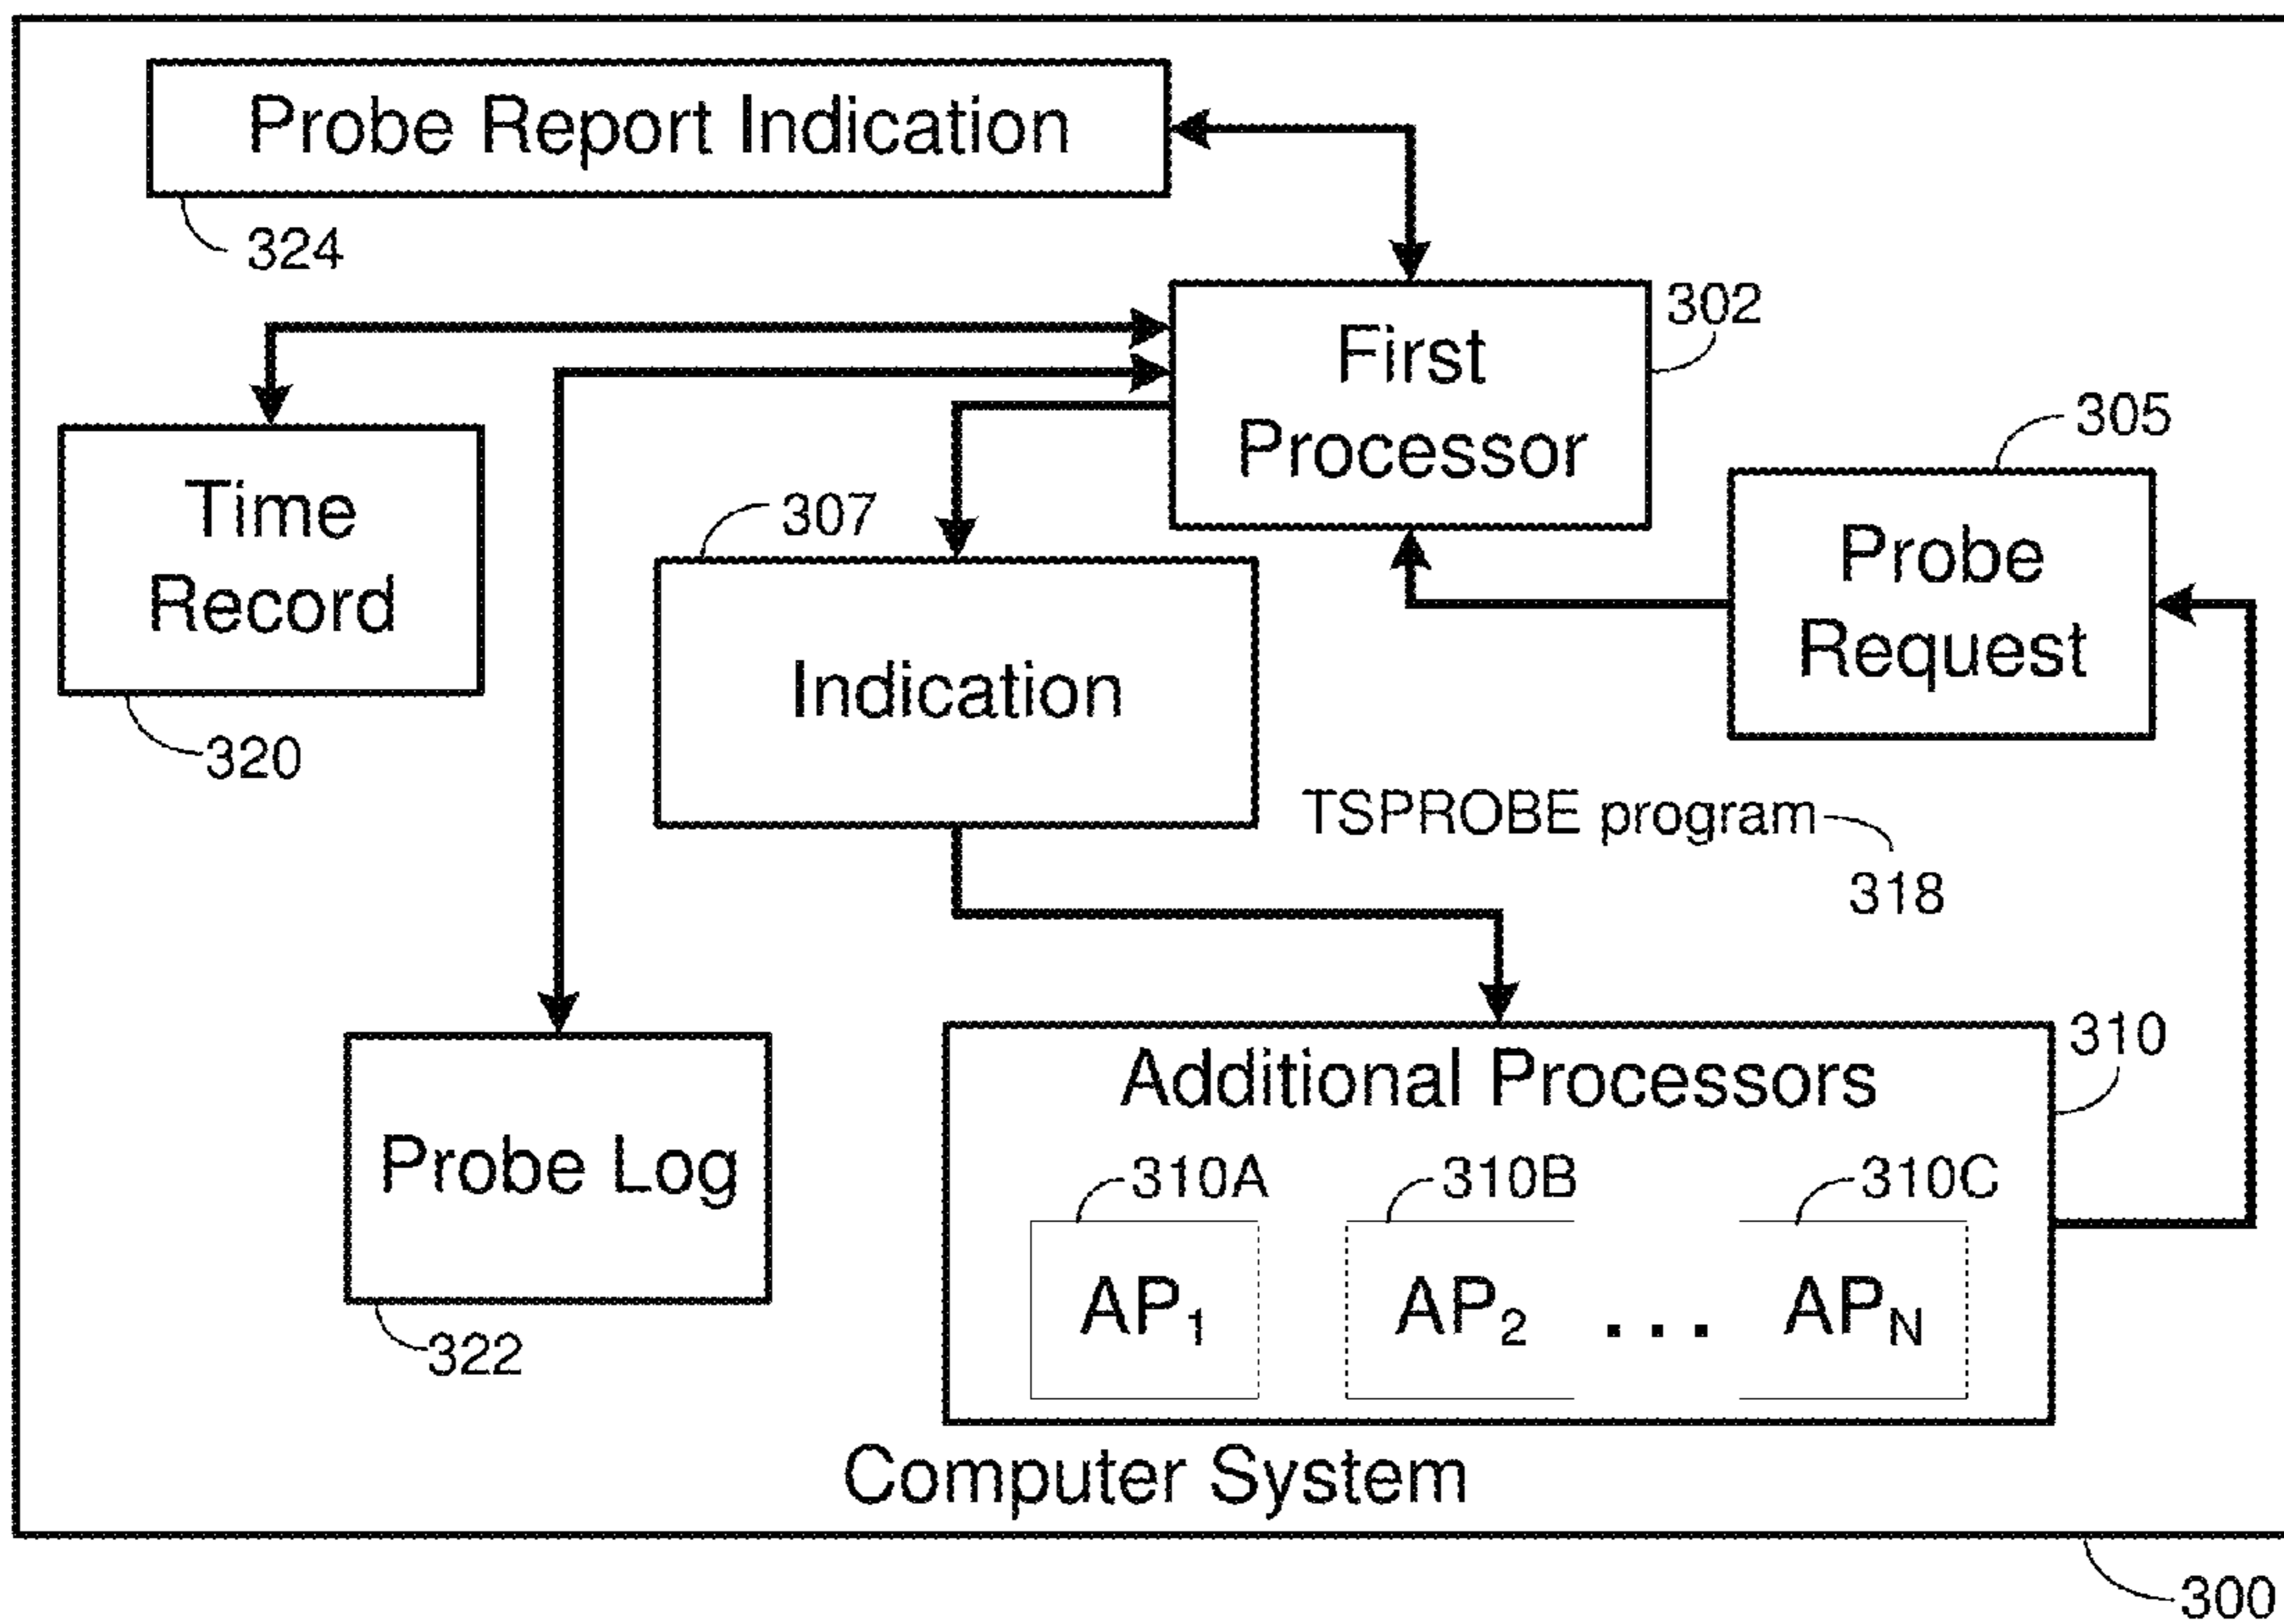 Probe Report Indication
324
302
First
Processor
305
Time
Record
307
Probe
Request
Indication
320
TSPROBE program
318
310
Additional Processors
Probe Log
310A
310B
310C
AP₁
AP₂
. . .
AP_N
322
Computer System
300